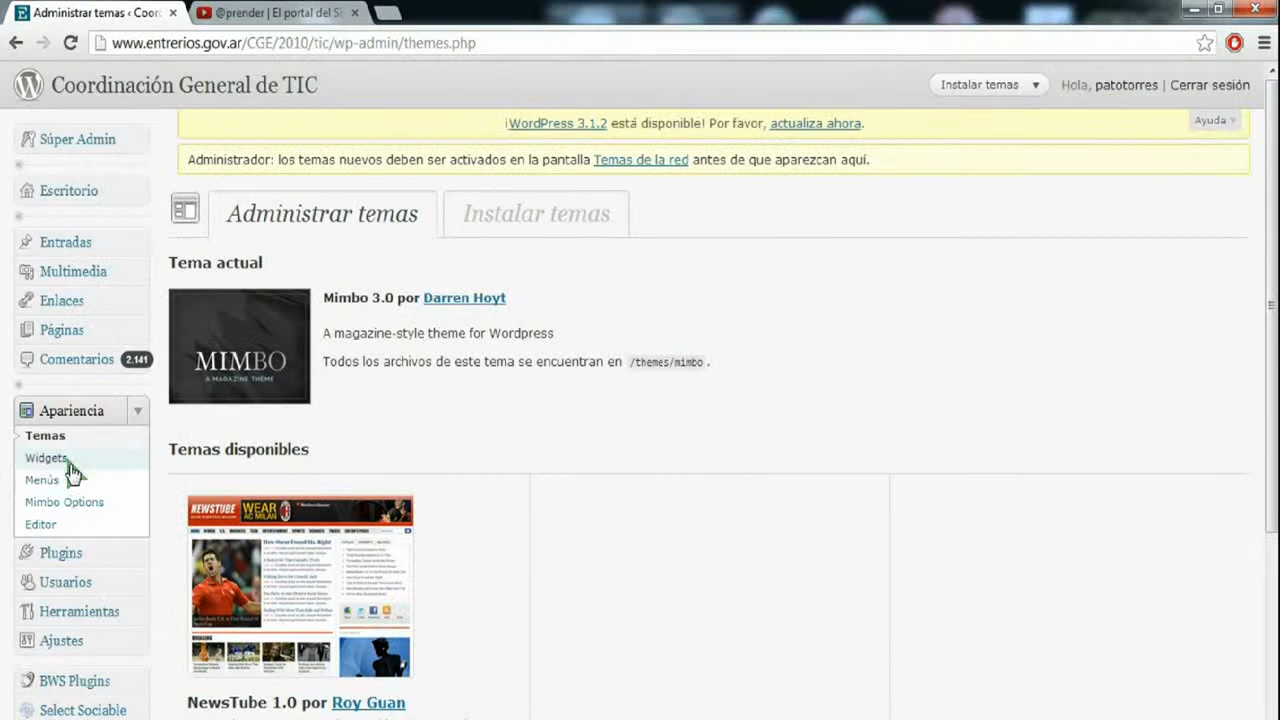 Administrar temas ‹ Coor
@prender | El portal del Si
www.entrerios.gov.ar/CGE/2010/tic/wp-admin/themes.php
Coordinación General de TIC
Instalar temas
Hola, patotorres | Cerrar sesión
¡WordPress 3.1.2 está disponible! Por favor, actualiza ahora.
Ayuda
Administrador: los temas nuevos deben ser activados en la pantalla Temas de la red antes de que aparezcan aquí.
Súper Admin
Escritorio
Entradas
Multimedia
Enlaces
Páginas
Comentarios 2.141
Apariencia
Temas
Widgets
Menús
Mimbo Options
Editor
Plugins
Usuarios
Herramientas
Ajustes
BWS Plugins
Select Sociable
Administrar temas
Instalar temas
Tema actual
MIMBO
A MAGAZINE THEME
Mimbo 3.0 por Darren Hoyt
A magazine-style theme for Wordpress
Todos los archivos de este tema se encuentran en /themes/mimbo.
Temas disponibles
NEWSTUBE
WEAR
AC MILAN
BREAKING
NewsTube 1.0 por Roy Guan